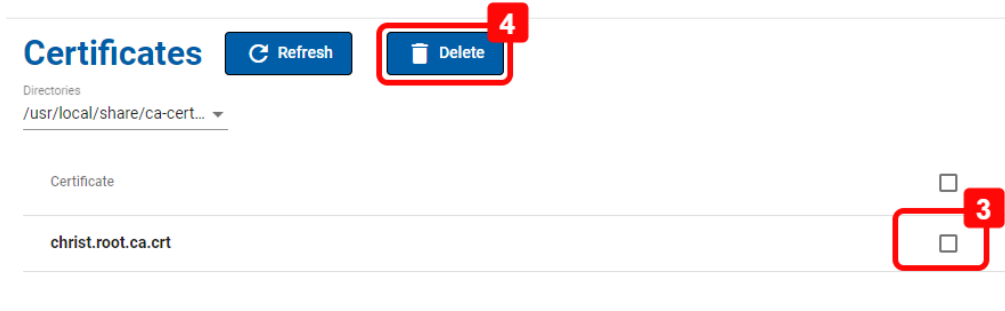 4
Certificates Refresh Delete
Directories
/usr/local/share/ca-cert...
Certificate
3
christ.root.ca.crt